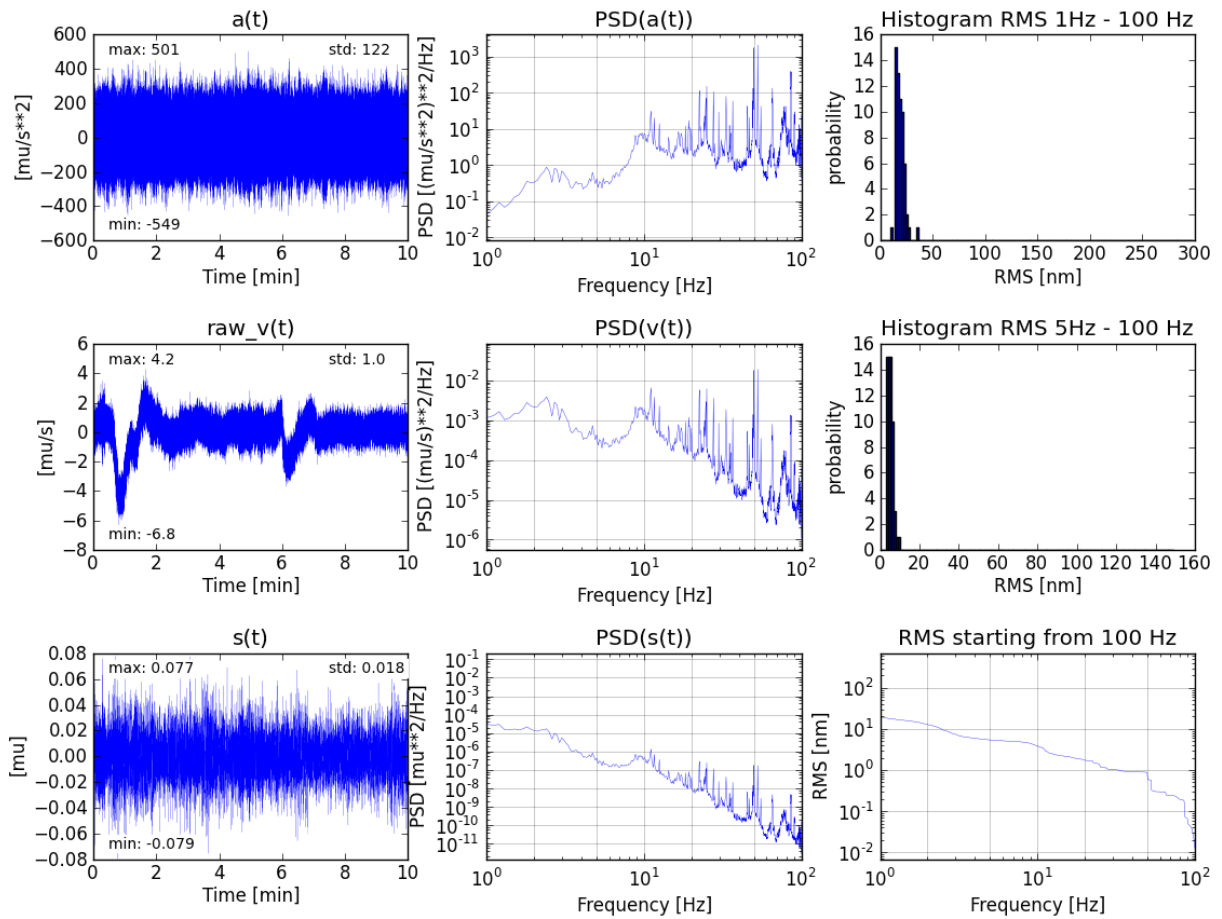 a(t)
max: 501 std: 122
min: -549
600
400
200
0
−200
−400
−600
[mu/s**2]
0 2 4 6 8 10
Time [min]
PSD(a(t))
10^3
10^2
10^1
10^0
10^-1
10^-2
PSD [(mu/s**2)**2/Hz]
10^0 10^1 10^2
Frequency [Hz]
Histogram RMS 1Hz - 100 Hz
16
14
12
10
8
6
4
2
0
probability
0 50 100 150 200 250 300
RMS [nm]
raw_v(t)
max: 4.2 std: 1.0
min: -6.8
6
4
2
0
−2
−4
−6
−8
[mu/s]
0 2 4 6 8 10
Time [min]
PSD(v(t))
10^-2
10^-3
10^-4
10^-5
10^-6
PSD [(mu/s)**2/Hz]
10^0 10^1 10^2
Frequency [Hz]
Histogram RMS 5Hz - 100 Hz
16
14
12
10
8
6
4
2
0
probability
0 20 40 60 80 100 120 140 160
RMS [nm]
s(t)
max: 0.077 std: 0.018
min: -0.079
0.08
0.06
0.04
0.02
0.00
−0.02
−0.04
−0.06
−0.08
[mu]
0 2 4 6 8 10
Time [min]
PSD(s(t))
10^-1
10^-2
10^-3
10^-4
10^-5
10^-6
10^-7
10^-8
10^-9
10^-10
10^-11
PSD [mu**2/Hz]
10^0 10^1 10^2
Frequency [Hz]
RMS starting from 100 Hz
10^2
10^1
10^0
10^-1
10^-2
RMS [nm]
10^0 10^1 10^2
Frequency [Hz]